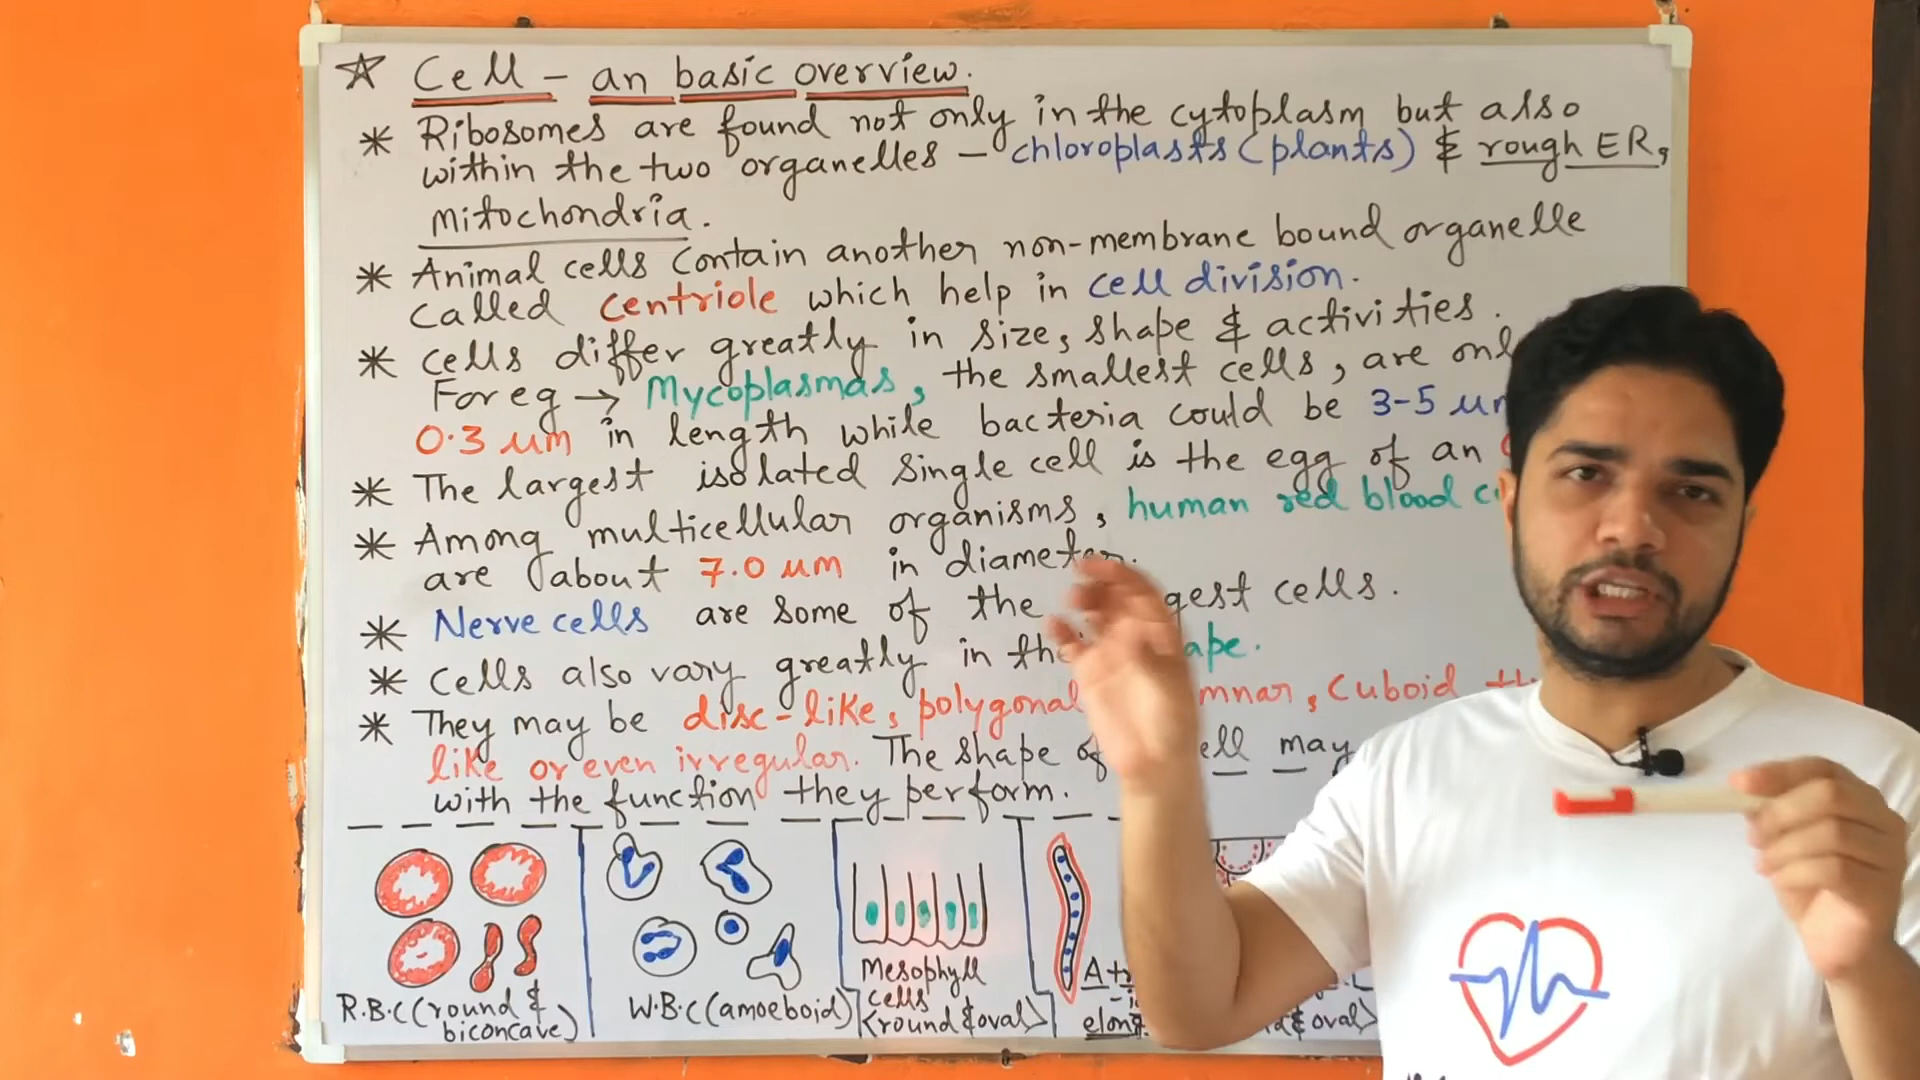 ☆ Cell - an basic overview.
* Ribosomes are found not only in the cytoplasm but also
within the two organelles - chloroplasts (plants) & rough ER,
mitochondria.
* Animal cells contain another non-membrane bound organelle
called centriole which help in cell division.
* cells differ greatly in size, shape & activities.
For eg → Mycoplasmas, the smallest cells, are
0.3 um in length while bacteria could be 3-5
* The largest isolated single cell is the egg of an
* Among multicellular organisms, human red blood
are about 7.0 um in diameter.
* Nerve cells are some of the cells.
* cells also vary greatly in
* They may be disc-like, polygonal cuboid
like or even irregular. The shape of may
with the function they perform.
R.B.C (round &
biconcave)
W.B.C (amoeboid)
Mesophyll
cells
(round & oval)
& oval)